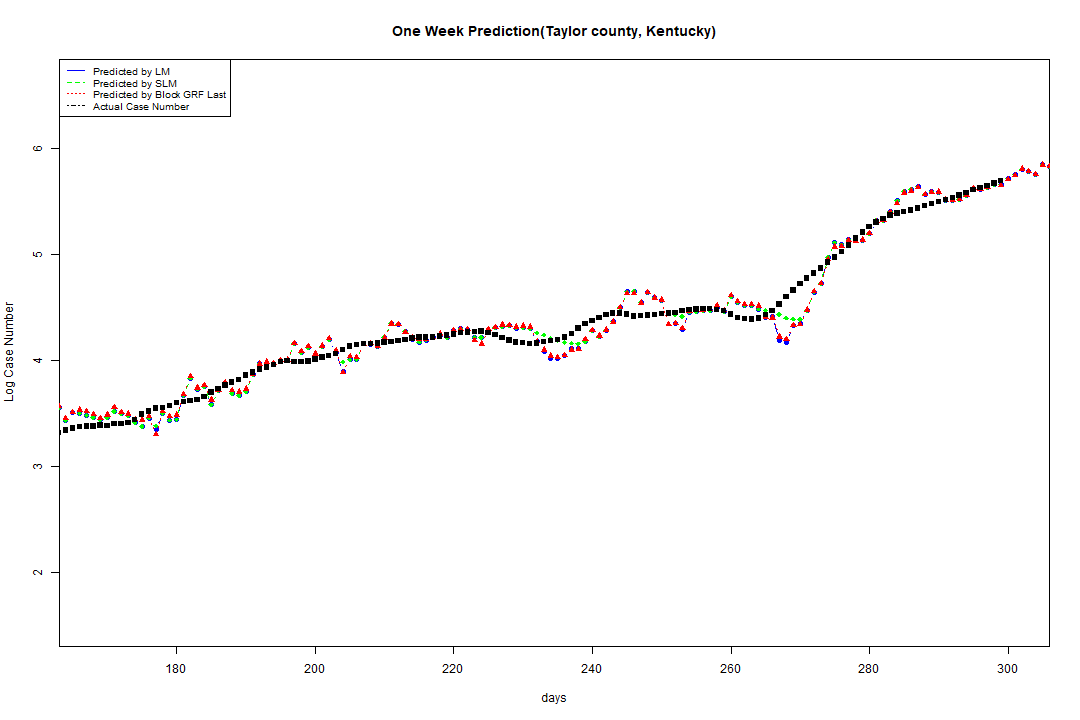 One Week Prediction(Taylor county, Kentucky)
Predicted by LM
Predicted by SLM
Predicted by Block GRF Last
Actual Case Number
6
5
4
3
2
Log Case Number
180 200 220 240 260 280 300
days